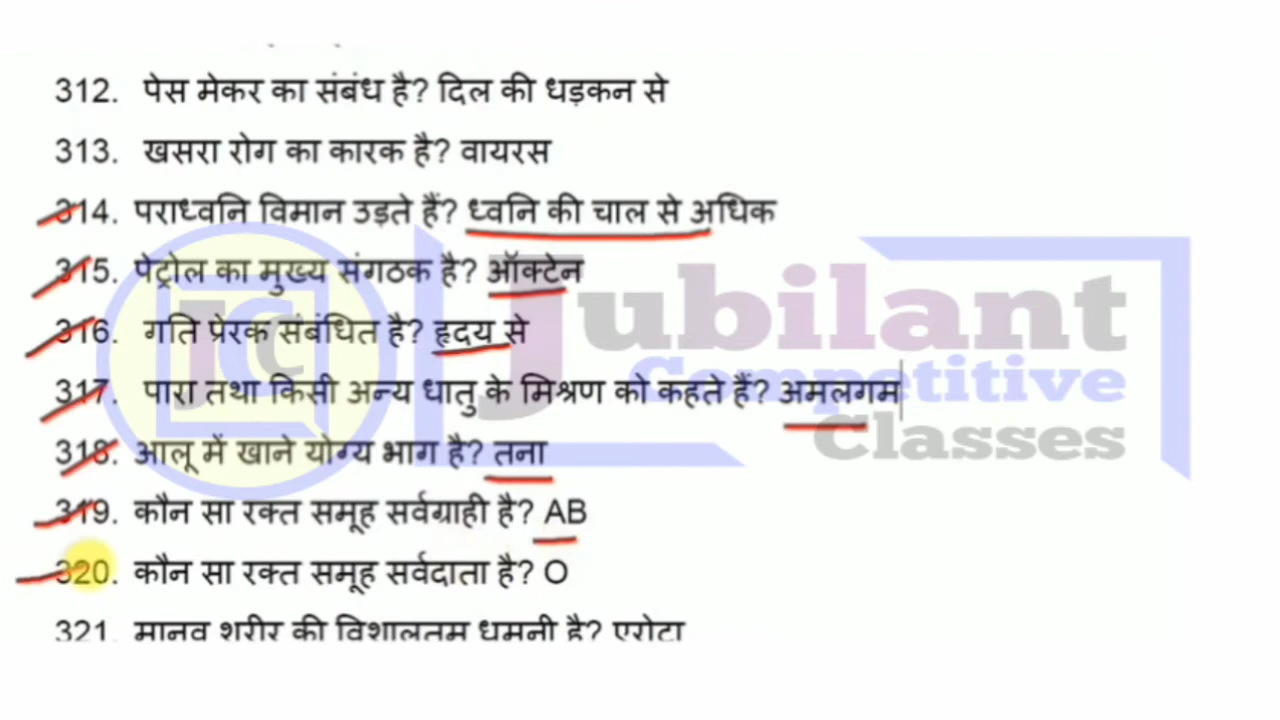 312. पेस मेकर का संबंध है? दिल की धड़कन से
313. खसरा रोग का कारक है? वायरस
314. पराध्वनि विमान उड़ते हैं? ध्वनि की चाल से अधिक
315. पेट्रोल का मुख्य संगठक है? ऑक्टेन
316. गति प्रेरक संबंधित है? हृदय से
317. पारा तथा किसी अन्य धातु के मिश्रण को कहते हैं? अमलगम
318. आलू में खाने योग्य भाग है? तना
319. कौन सा रक्त समूह सर्वग्राही है? AB
320. कौन सा रक्त समूह सर्वदाता है? O
321. मानव शरीर की विशालतम धमनी है? एरोटा
JC
Jubilant
Competitive
Classes